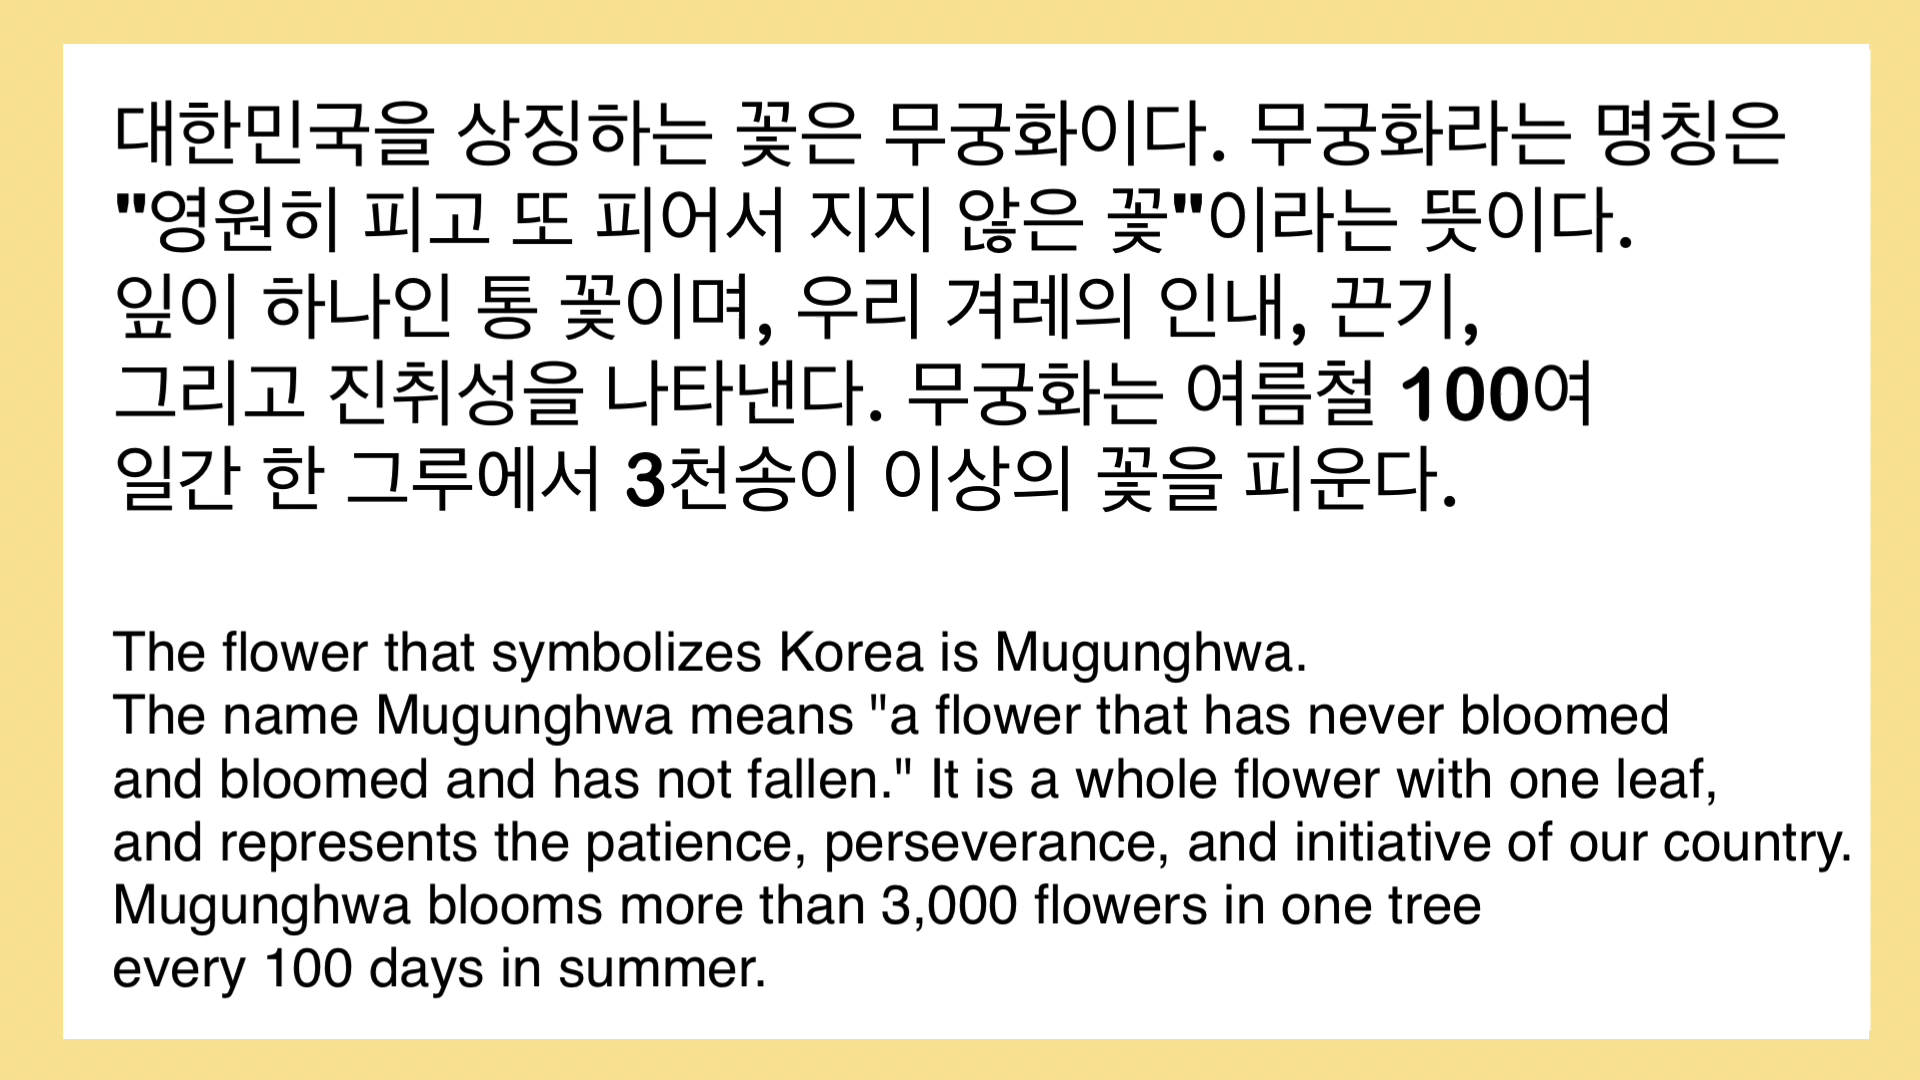 대한민국을 상징하는 꽃은 무궁화이다. 무궁화라는 명칭은
"영원히 피고 또 피어서 지지 않은 꽃"이라는 뜻이다.
잎이 하나인 통 꽃이며, 우리 겨레의 인내, 끈기,
그리고 진취성을 나타낸다. 무궁화는 여름철 100여
일간 한 그루에서 3천송이 이상의 꽃을 피운다.
The flower that symbolizes Korea is Mugunghwa.
The name Mugunghwa means "a flower that has never bloomed
and bloomed and has not fallen." It is a whole flower with one leaf,
and represents the patience, perseverance, and initiative of our country.
Mugunghwa blooms more than 3,000 flowers in one tree
every 100 days in summer.